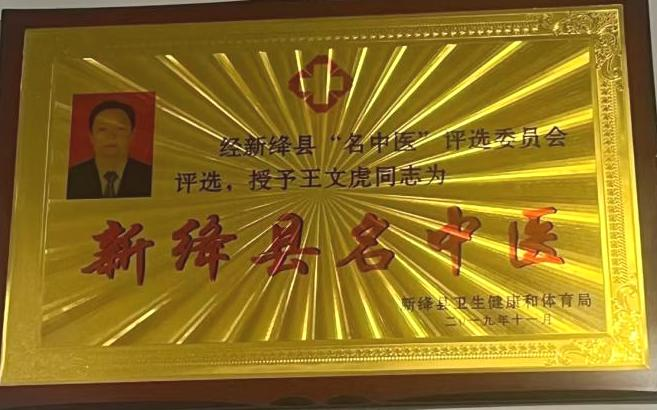 经新绛县“名中医”评选委员会
评选，授予王文虎同志为
新绛县名中医
新绛县卫生健康和体育局
二〇一九年十一月